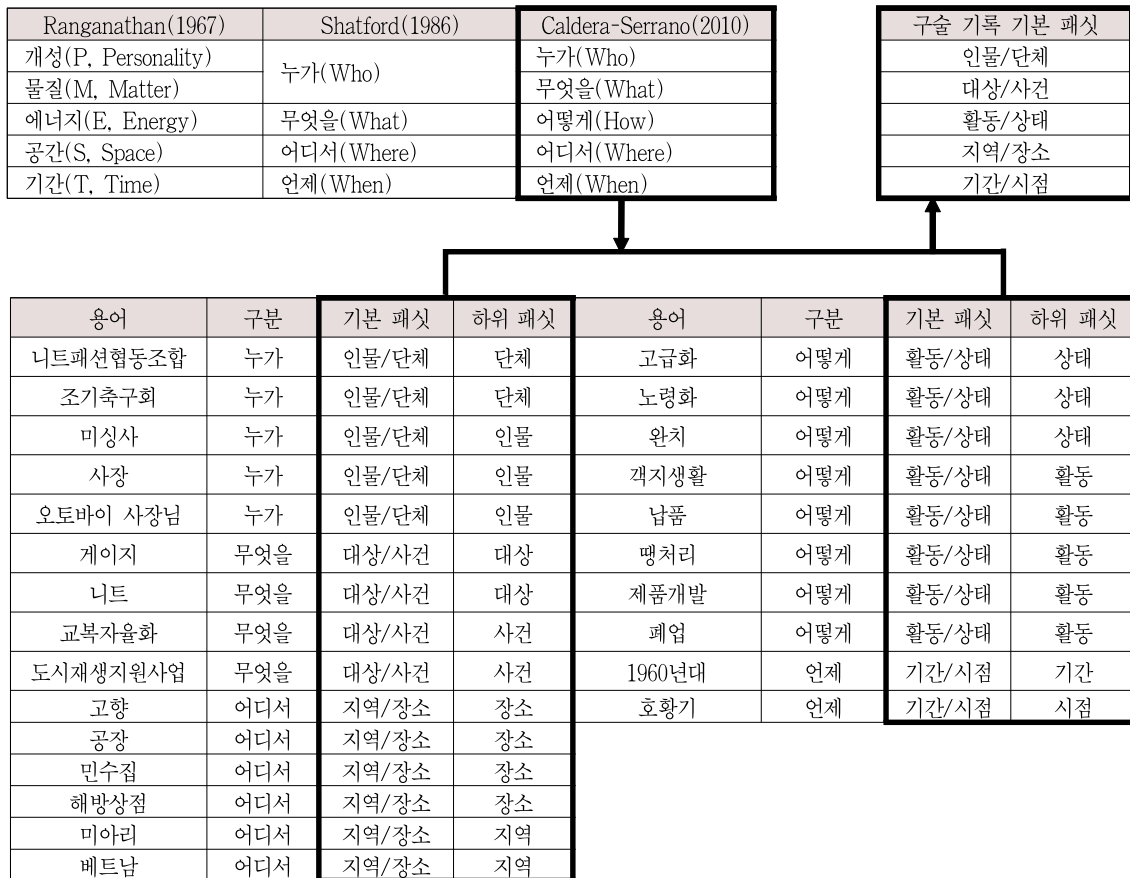 Ranganathan(1967) Shatford(1986) Caldera-Serrano(2010) 구술 기록 기본 패싯
개성(P, Personality) 누가(Who) 누가(Who) 인물/단체
물질(M, Matter) 무엇을(What) 대상/사건
에너지(E, Energy) 무엇을(What) 어떻게(How) 활동/상태
공간(S, Space) 어디서(Where) 어디서(Where) 지역/장소
기간(T, Time) 언제(When) 언제(When) 기간/시점
용어 구분 기본 패싯 하위 패싯 용어 구분 기본 패싯 하위 패싯
니트패션협동조합 누가 인물/단체 단체 고급화 어떻게 활동/상태 상태
조기축구회 누가 인물/단체 단체 노령화 어떻게 활동/상태 상태
미싱사 누가 인물/단체 인물 완치 어떻게 활동/상태 상태
사장 누가 인물/단체 인물 객지생활 어떻게 활동/상태 활동
오토바이 사장님 누가 인물/단체 인물 납품 어떻게 활동/상태 활동
게이지 무엇을 대상/사건 대상 땡처리 어떻게 활동/상태 활동
니트 무엇을 대상/사건 대상 제품개발 어떻게 활동/상태 활동
교복자율화 무엇을 대상/사건 사건 폐업 어떻게 활동/상태 활동
도시재생지원사업 무엇을 대상/사건 사건 1960년대 언제 기간/시점 기간
고향 어디서 지역/장소 장소 호황기 언제 기간/시점 시점
공장 어디서 지역/장소 장소
민수집 어디서 지역/장소 장소
해방상점 어디서 지역/장소 장소
미아리 어디서 지역/장소 지역
베트남 어디서 지역/장소 지역